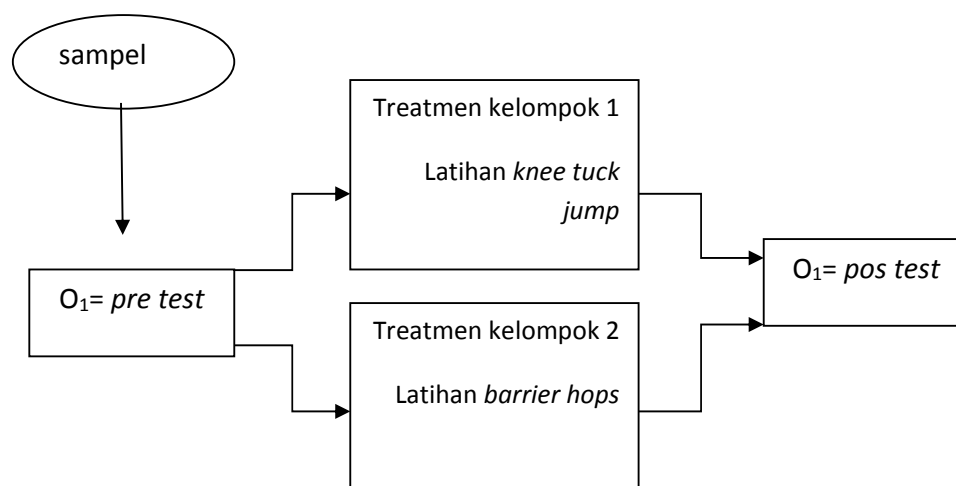 sampel
Treatmen kelompok 1
Latihan knee tuck
jump
O₁= pre test
O₁= pos test
Treatmen kelompok 2
Latihan barrier hops